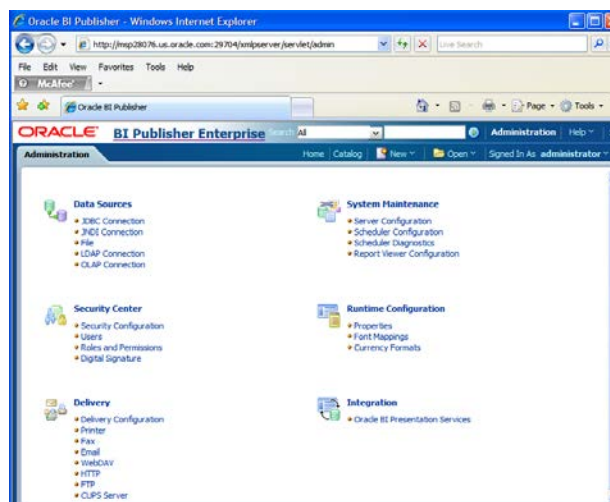 Oracle BI Publisher - Windows Internet Explorer
http://msp28076.us.oracle.com:29704/xmlpserver/servlet/admin
Live Search
File Edit View Favorites Tools Help
McAfee
Oracle BI Publisher
Page Tools
ORACLE BI Publisher Enterprise Search All Administration Help
Administration Home Catalog New Open Signed In As administrator
Data Sources
JDBC Connection
JNDI Connection
File
LDAP Connection
OLAP Connection
System Maintenance
Server Configuration
Scheduler Configuration
Scheduler Diagnostics
Report Viewer Configuration
Security Center
Security Configuration
Users
Roles and Permissions
Digital Signature
Runtime Configuration
Properties
Font Mappings
Currency Formats
Delivery
Delivery Configuration
Printer
Fax
Email
WebDAV
HTTP
FTP
CUPS Server
Integration
Oracle BI Presentation Services